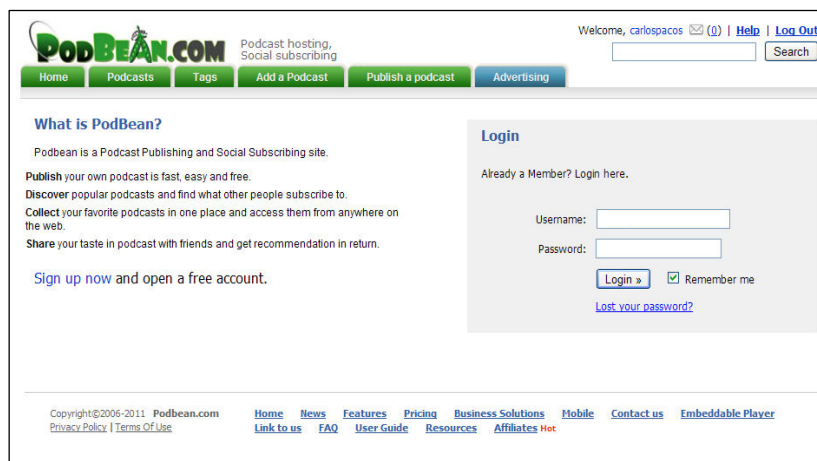 PODBEAN.COM
Podcast hosting,
Social subscribing
Welcome, carlospacos (0) | Help | Log Out
Search
Home Podcasts Tags Add a Podcast Publish a podcast Advertising
What is PodBean?
Podbean is a Podcast Publishing and Social Subscribing site.
Publish your own podcast is fast, easy and free.
Discover popular podcasts and find what other people subscribe to.
Collect your favorite podcasts in one place and access them from anywhere on
the web.
Share your taste in podcast with friends and get recommendation in return.
Sign up now and open a free account.
Login
Already a Member? Login here.
Username:
Password:
Login »
Remember me
Lost your password?
Copyright©2006-2011 Podbean.com
Privacy Policy | Terms Of Use
Home News Features Pricing Business Solutions Mobile Contact us Embeddable Player
Link to us FAQ User Guide Resources Affiliates Hot